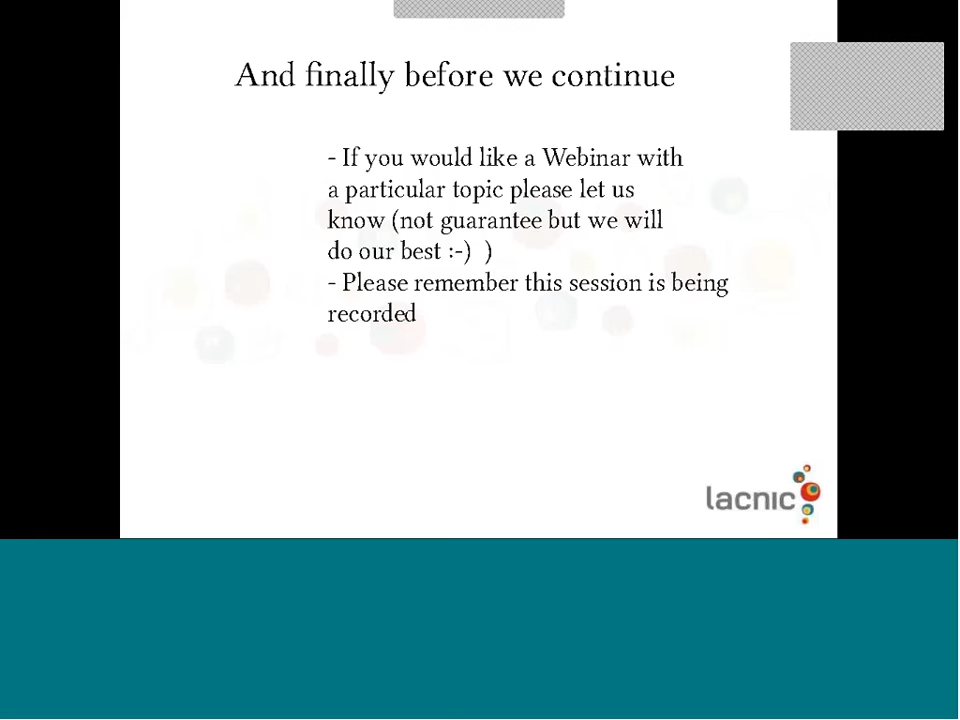 And finally before we continue
- If you would like a Webinar with
a particular topic please let us
know (not guarantee but we will
do our best :-)  )
- Please remember this session is being
recorded
lacnic